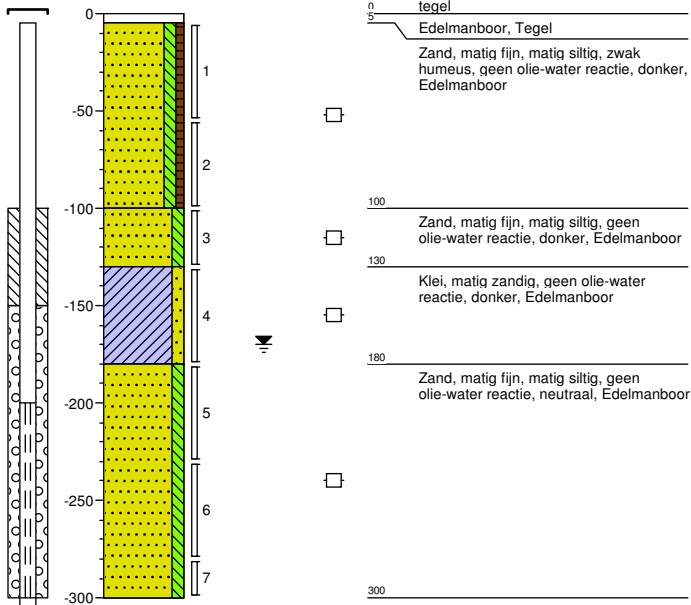 0
-50
-100
-150
-200
-250
-300
1
2
3
4
5
6
7
0
tegel
5
Edelmanboor, Tegel
Zand, matig fijn, matig siltig, zwak
humeus, geen olie-water reactie, donker,
Edelmanboor
100
Zand, matig fijn, matig siltig, geen
olie-water reactie, donker, Edelmanboor
130
Klei, matig zandig, geen olie-water
reactie, donker, Edelmanboor
180
Zand, matig fijn, matig siltig, geen
olie-water reactie, neutraal, Edelmanboor
300